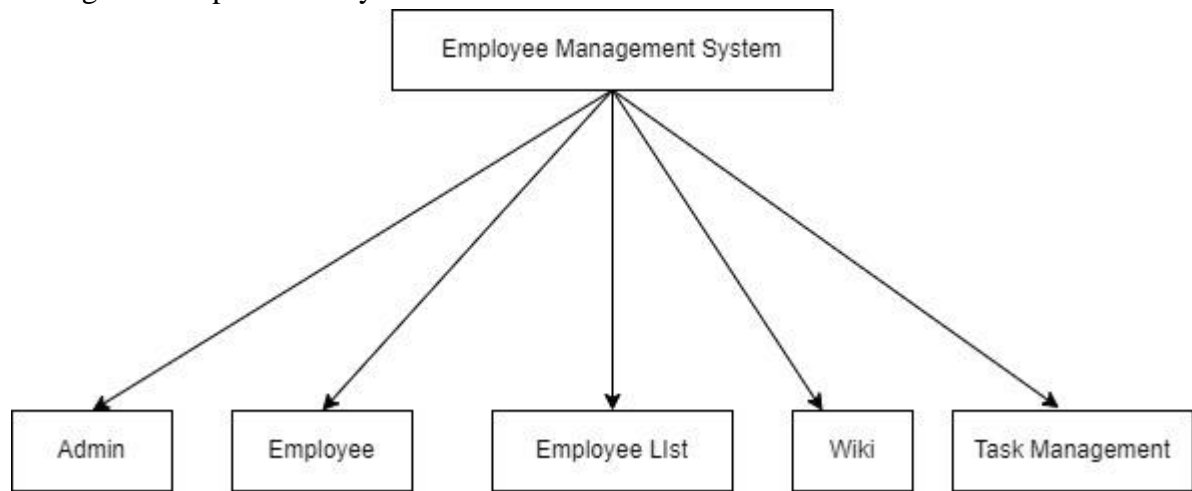 Employee Management System
Admin
Employee
Employee LIst
Wiki
Task Management